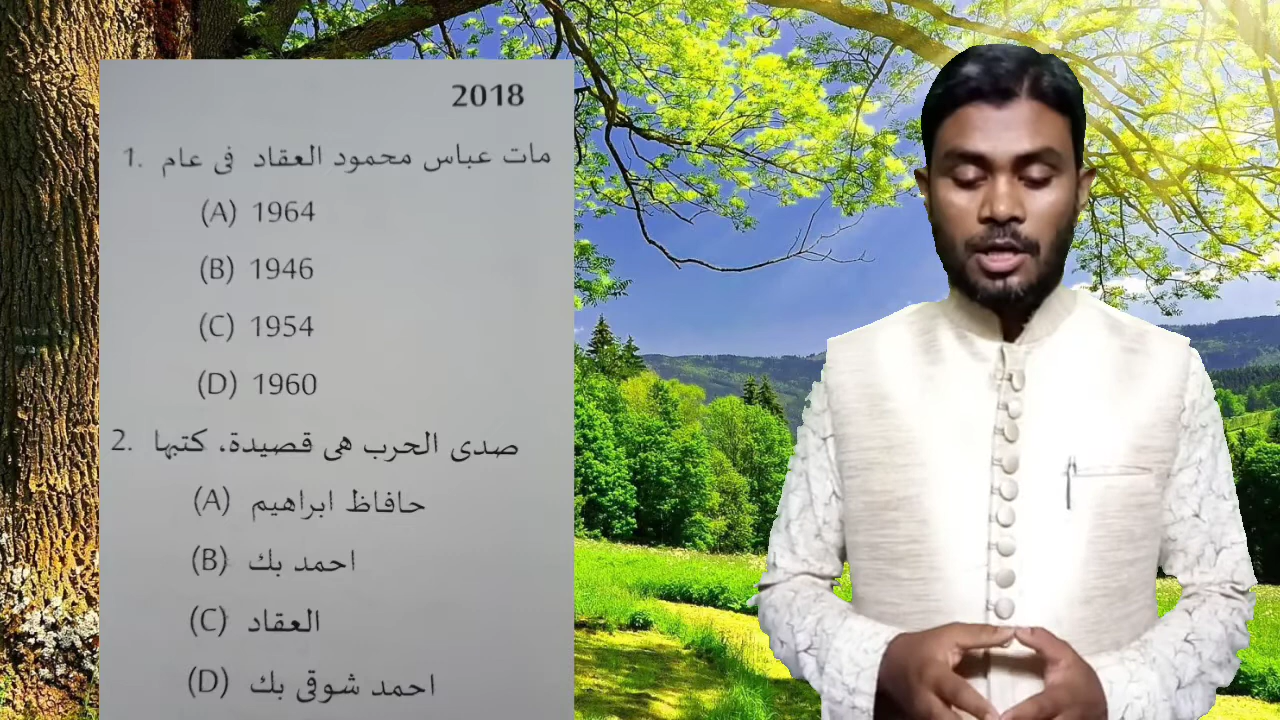 2018
1. مات عباس محمود العقاد فى عام
(A) 1964
(B) 1946
(C) 1954
(D) 1960
2. صدى الحرب هى قصيدة، كتبها
(A) حافاظ ابراهيم
(B) احمد بك
(C) العقاد
(D) احمد شوقى بك